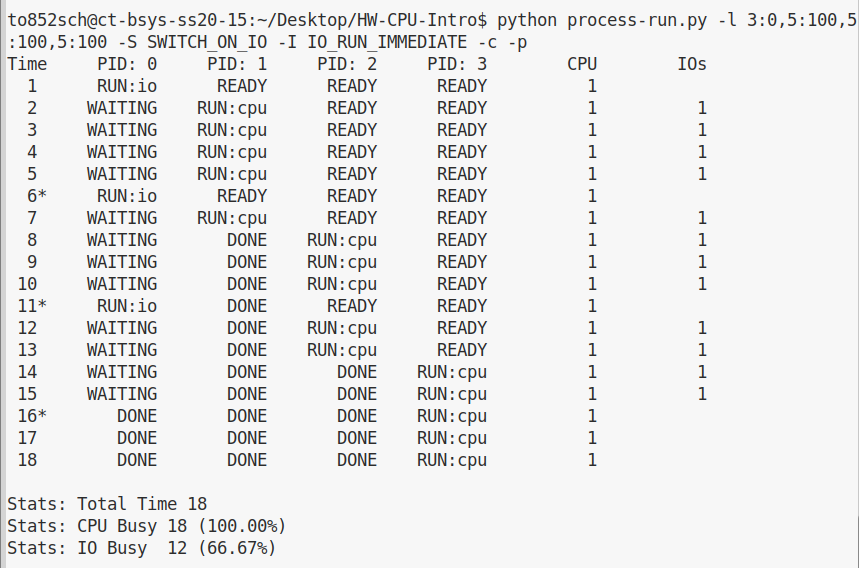 to852sch@ct-bsys-ss20-15:~/Desktop/HW-CPU-Intro$ python process-run.py -l 3:0,5:100,5
:100,5:100 -S SWITCH_ON_IO -I IO_RUN_IMMEDIATE -c -p
Time     PID: 0     PID: 1     PID: 2     PID: 3        CPU        IOs
  1      RUN:io      READY      READY      READY          1
  2     WAITING    RUN:cpu      READY      READY          1          1
  3     WAITING    RUN:cpu      READY      READY          1          1
  4     WAITING    RUN:cpu      READY      READY          1          1
  5     WAITING    RUN:cpu      READY      READY          1          1
  6*     RUN:io      READY      READY      READY          1
  7     WAITING    RUN:cpu      READY      READY          1          1
  8     WAITING       DONE    RUN:cpu      READY          1          1
  9     WAITING       DONE    RUN:cpu      READY          1          1
 10     WAITING       DONE    RUN:cpu      READY          1          1
 11*     RUN:io       DONE      READY      READY          1
 12     WAITING       DONE    RUN:cpu      READY          1          1
 13     WAITING       DONE    RUN:cpu      READY          1          1
 14     WAITING       DONE       DONE    RUN:cpu          1          1
 15     WAITING       DONE       DONE    RUN:cpu          1          1
 16*       DONE       DONE       DONE    RUN:cpu          1
 17        DONE       DONE       DONE    RUN:cpu          1
 18        DONE       DONE       DONE    RUN:cpu          1

Stats: Total Time 18
Stats: CPU Busy 18 (100.00%)
Stats: IO Busy  12 (66.67%)